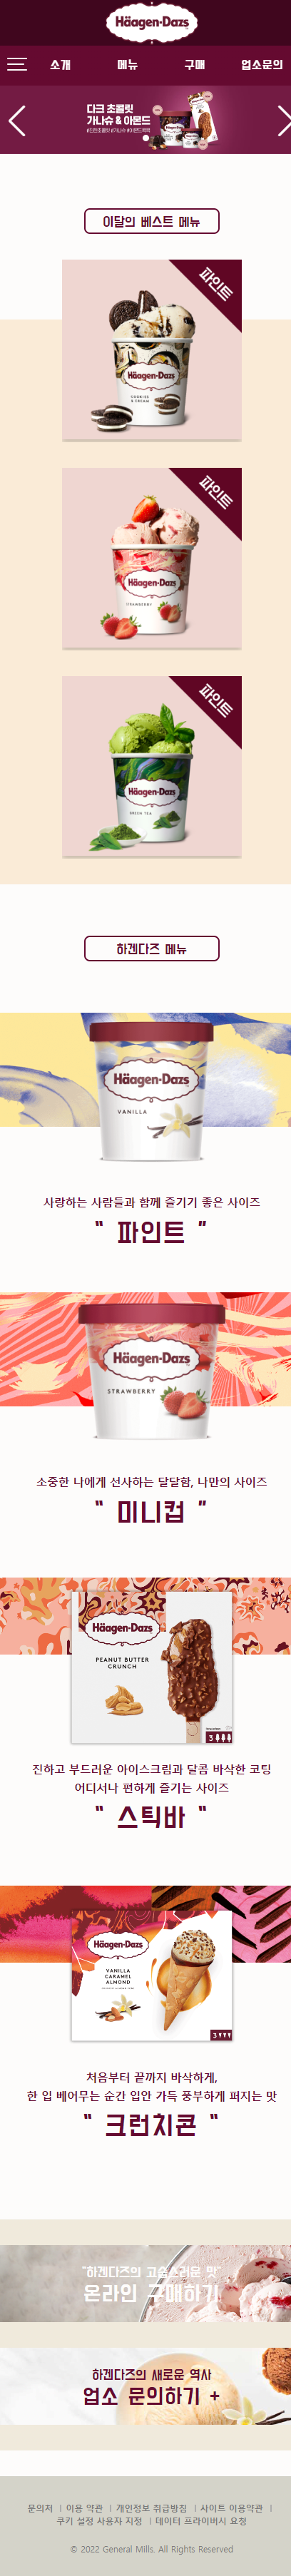 Häagen-Dazs
소개 메뉴 구매 업소문의
다크 초콜릿
가나슈 & 아몬드
이달의 베스트 메뉴
파인트
Häagen-Dazs
COOKIES
& CREAM
파인트
Häagen-Dazs
STRAWBERRY
파인트
Häagen-Dazs
GREEN TEA
하겐다즈 메뉴
Häagen-Dazs
VANILLA
사랑하는 사람들과 함께 즐기기 좋은 사이즈
“ 파인트 ”
Häagen-Dazs
STRAWBERRY
소중한 나에게 선사하는 달달함, 나만의 사이즈
“ 미니컵 ”
Häagen-Dazs
PEANUT BUTTER
CRUNCH
3
진하고 부드러운 아이스크림과 달콤 바삭한 코팅
어디서나 편하게 즐기는 사이즈
“ 스틱바 “
Häagen-Dazs
VANILLA
CARAMEL
ALMOND
3
처음부터 끝까지 바삭하게,
한 입 베어무는 순간 입안 가득 풍부하게 퍼지는 맛
“ 크런치콘 “
"하겐다즈의 고급스러운 맛"
온라인 구매하기
하겐다즈의 새로운 역사
업소 문의하기 +
문의처 | 이용 약관 | 개인정보 취급방침 | 사이트 이용약관 |
쿠키 설정 사용자 지정 | 데이터 프라이버시 요청
© 2022 General Mills. All Rights Reserved